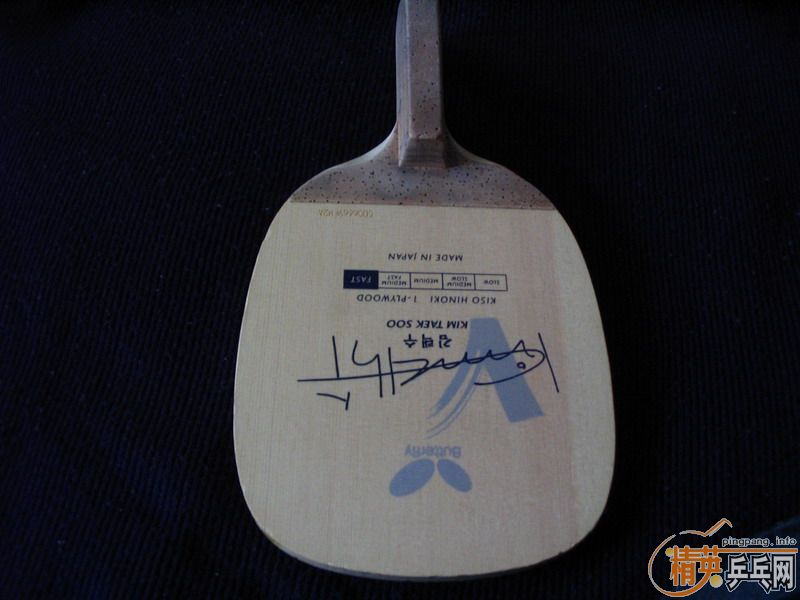 Butterfly
김택수
KIM TAEK SOO
KISO HINOKI 1-PLYWOOD
SLOW MEDIUM SLOW MEDIUM MEDIUM FAST FAST
MADE IN JAPAN
pingpang.info
精英乒乓网